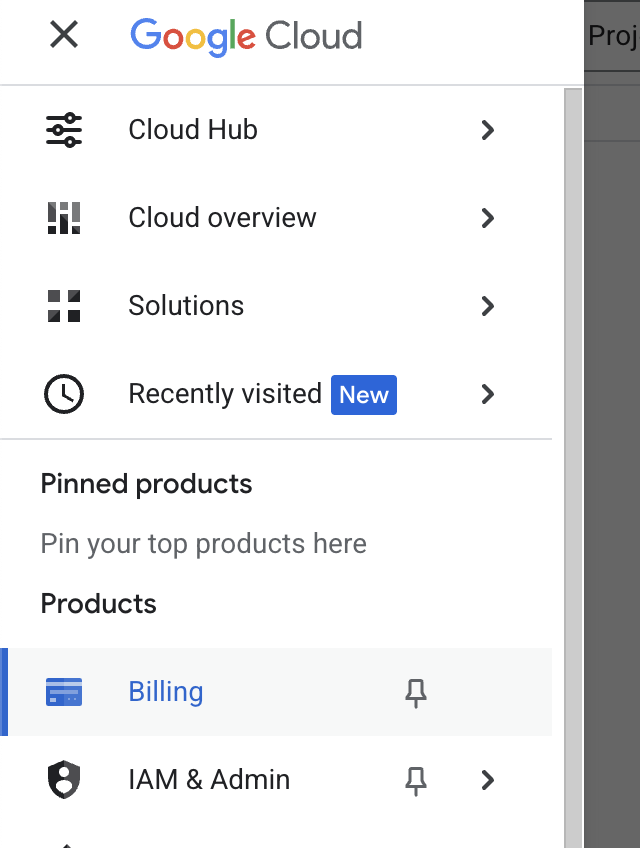 Google Cloud
Proj
Cloud Hub
Cloud overview
Solutions
Recently visited New
Pinned products
Pin your top products here
Products
Billing
IAM & Admin